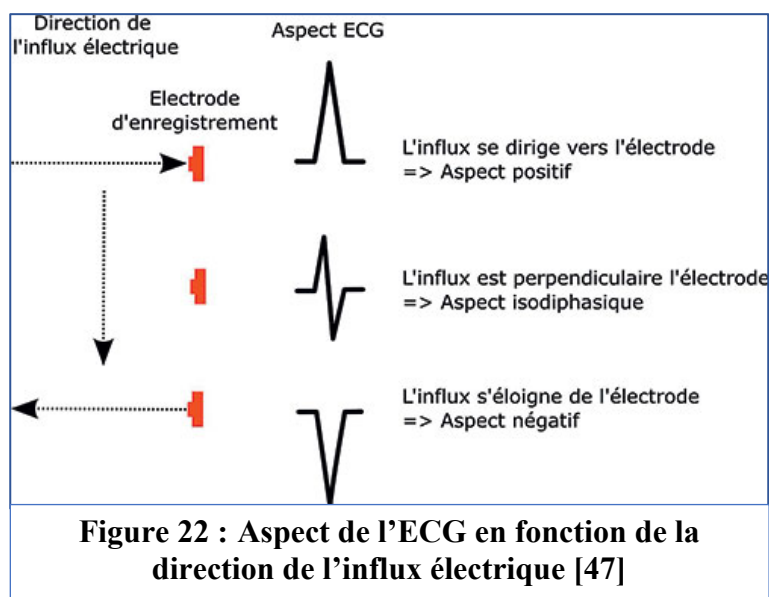 Direction de
l'influx électrique
Aspect ECG
Electrode
d'enregistrement
L'influx se dirige vers l'électrode
=> Aspect positif
L'influx est perpendiculaire l'électrode
=> Aspect isodiphasique
L'influx s'éloigne de l'électrode
=> Aspect négatif
Figure 22 : Aspect de l’ECG en fonction de la
direction de l’influx électrique [47]